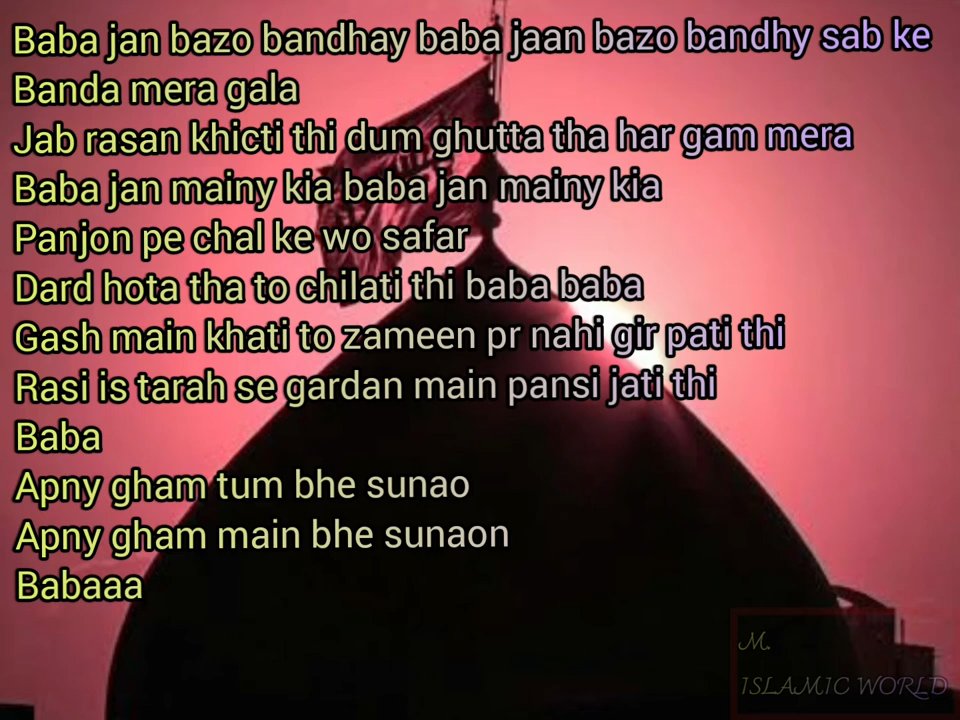 Baba jan bazo bandhay baba jaan bazo bandhy sab ke
Banda mera gala
Jab rasan khicti thi dum ghutta tha har gam mera
Baba jan mainy kia baba jan mainy kia
Panjon pe chal ke wo safar
Dard hota tha to chilati thi baba baba
Gash main khati to zameen pr nahi gir pati thi
Rasi is tarah se gardan main pansi jati thi
Baba
Apny gham tum bhe sunao
Apny gham main bhe sunaon
Babaaa
M.
ISLAMIC WORLD